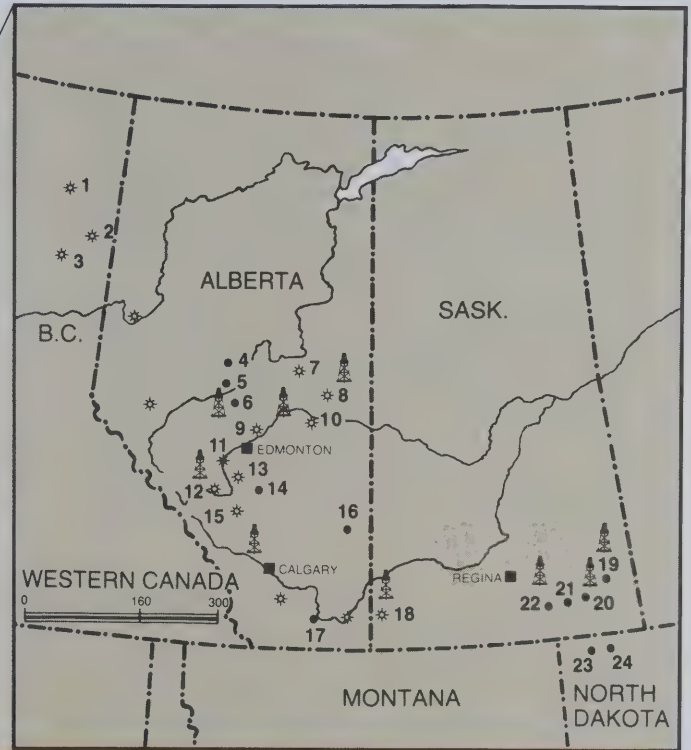 1
2
3
ALBERTA
SASK.
B.C.
4
5
6
7
8
9
10
EDMONTON
11
12
13
14
15
16
CALGARY
WESTERN CANADA
0 160 300
REGINA
17
18
19
20
21
22
23
24
MONTANA
NORTH
DAKOTA